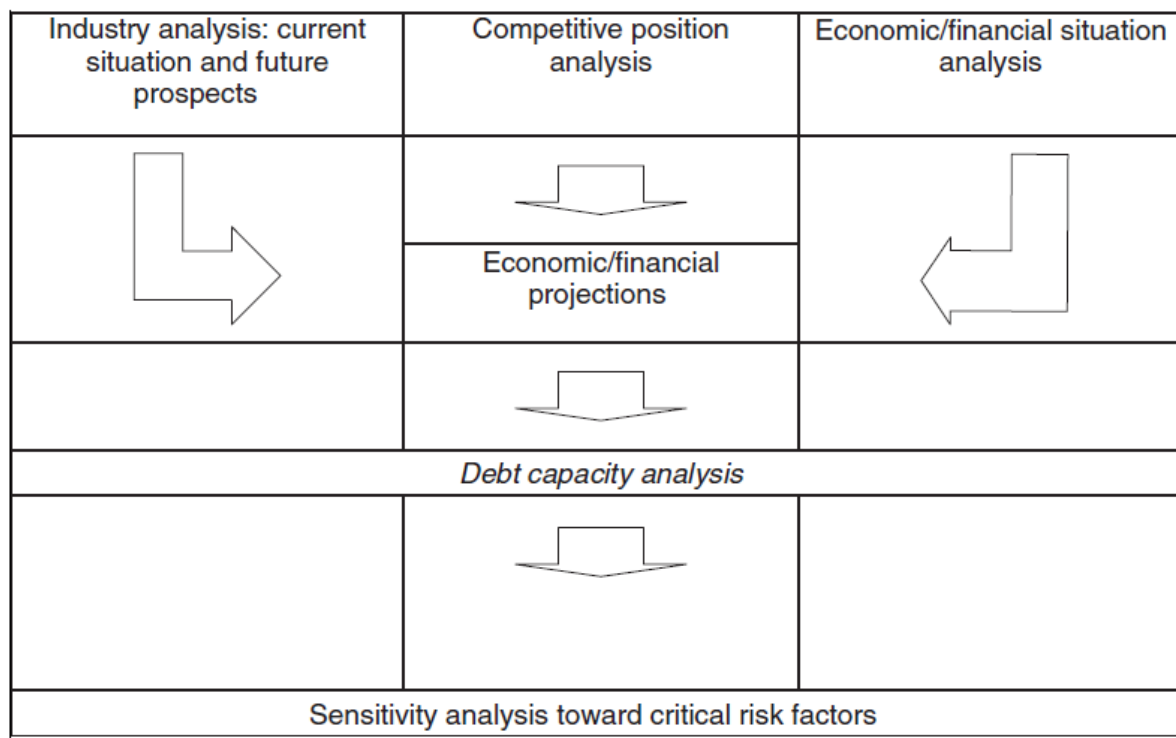 Industry analysis: current
situation and future
prospects
Competitive position
analysis
Economic/financial situation
analysis
Economic/financial
projections
Debt capacity analysis
Sensitivity analysis toward critical risk factors